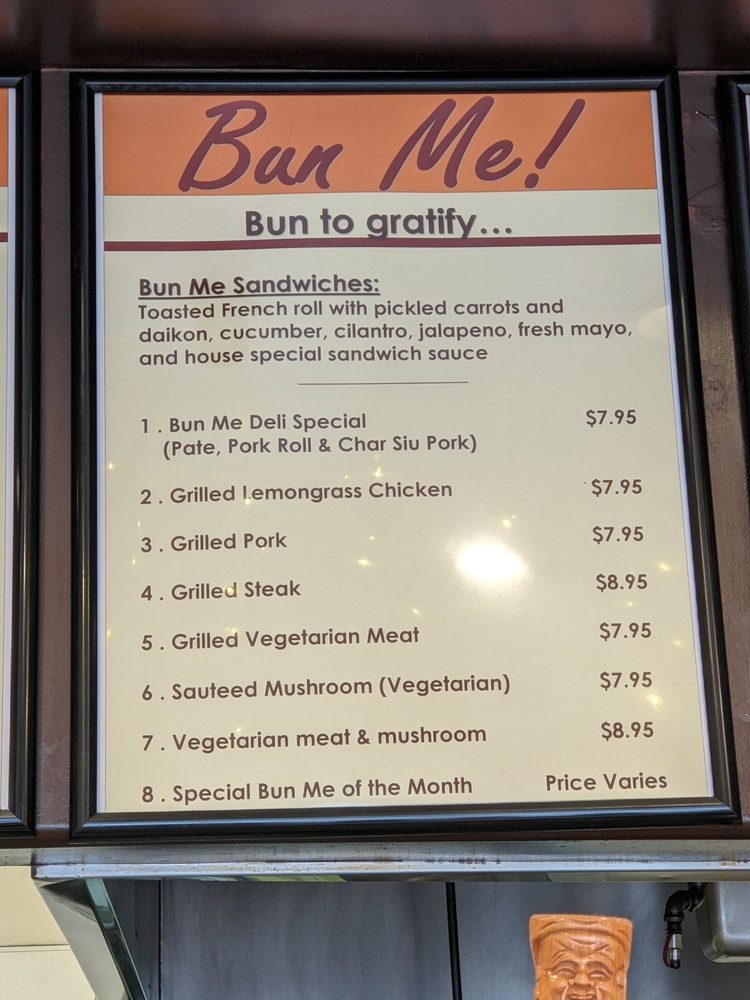 Bun Me!
Bun to gratify...
Bun Me Sandwiches:
Toasted French roll with pickled carrots and
daikon, cucumber, cilantro, jalapeno, fresh mayo,
and house special sandwich sauce
1 . Bun Me Deli Special $7.95
(Pate, Pork Roll & Char Siu Pork)
2 . Grilled Lemongrass Chicken $7.95
3 . Grilled Pork $7.95
4 . Grilled Steak $8.95
5 . Grilled Vegetarian Meat $7.95
6 . Sauteed Mushroom (Vegetarian) $7.95
7 . Vegetarian meat & mushroom $8.95
8 . Special Bun Me of the Month Price Varies